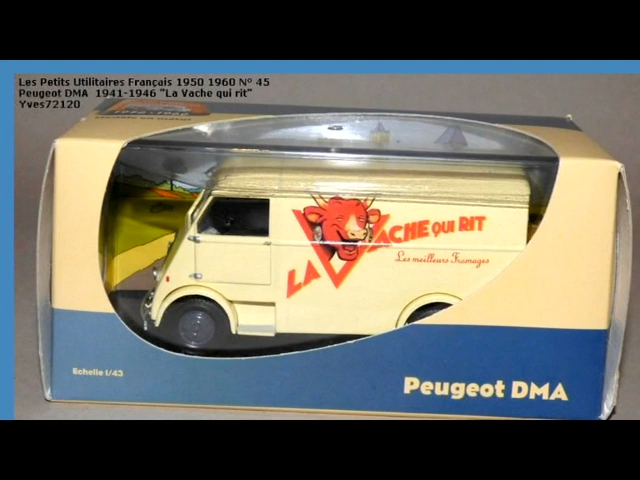 Les Petits Utilitaires Français 1950 1960 N° 45
Peugeot DMA 1941-1946 "La Vache qui rit"
Yves72120
LA VACHE QUI RIT
Les meilleurs Fromages
Echelle 1/43
Peugeot DMA